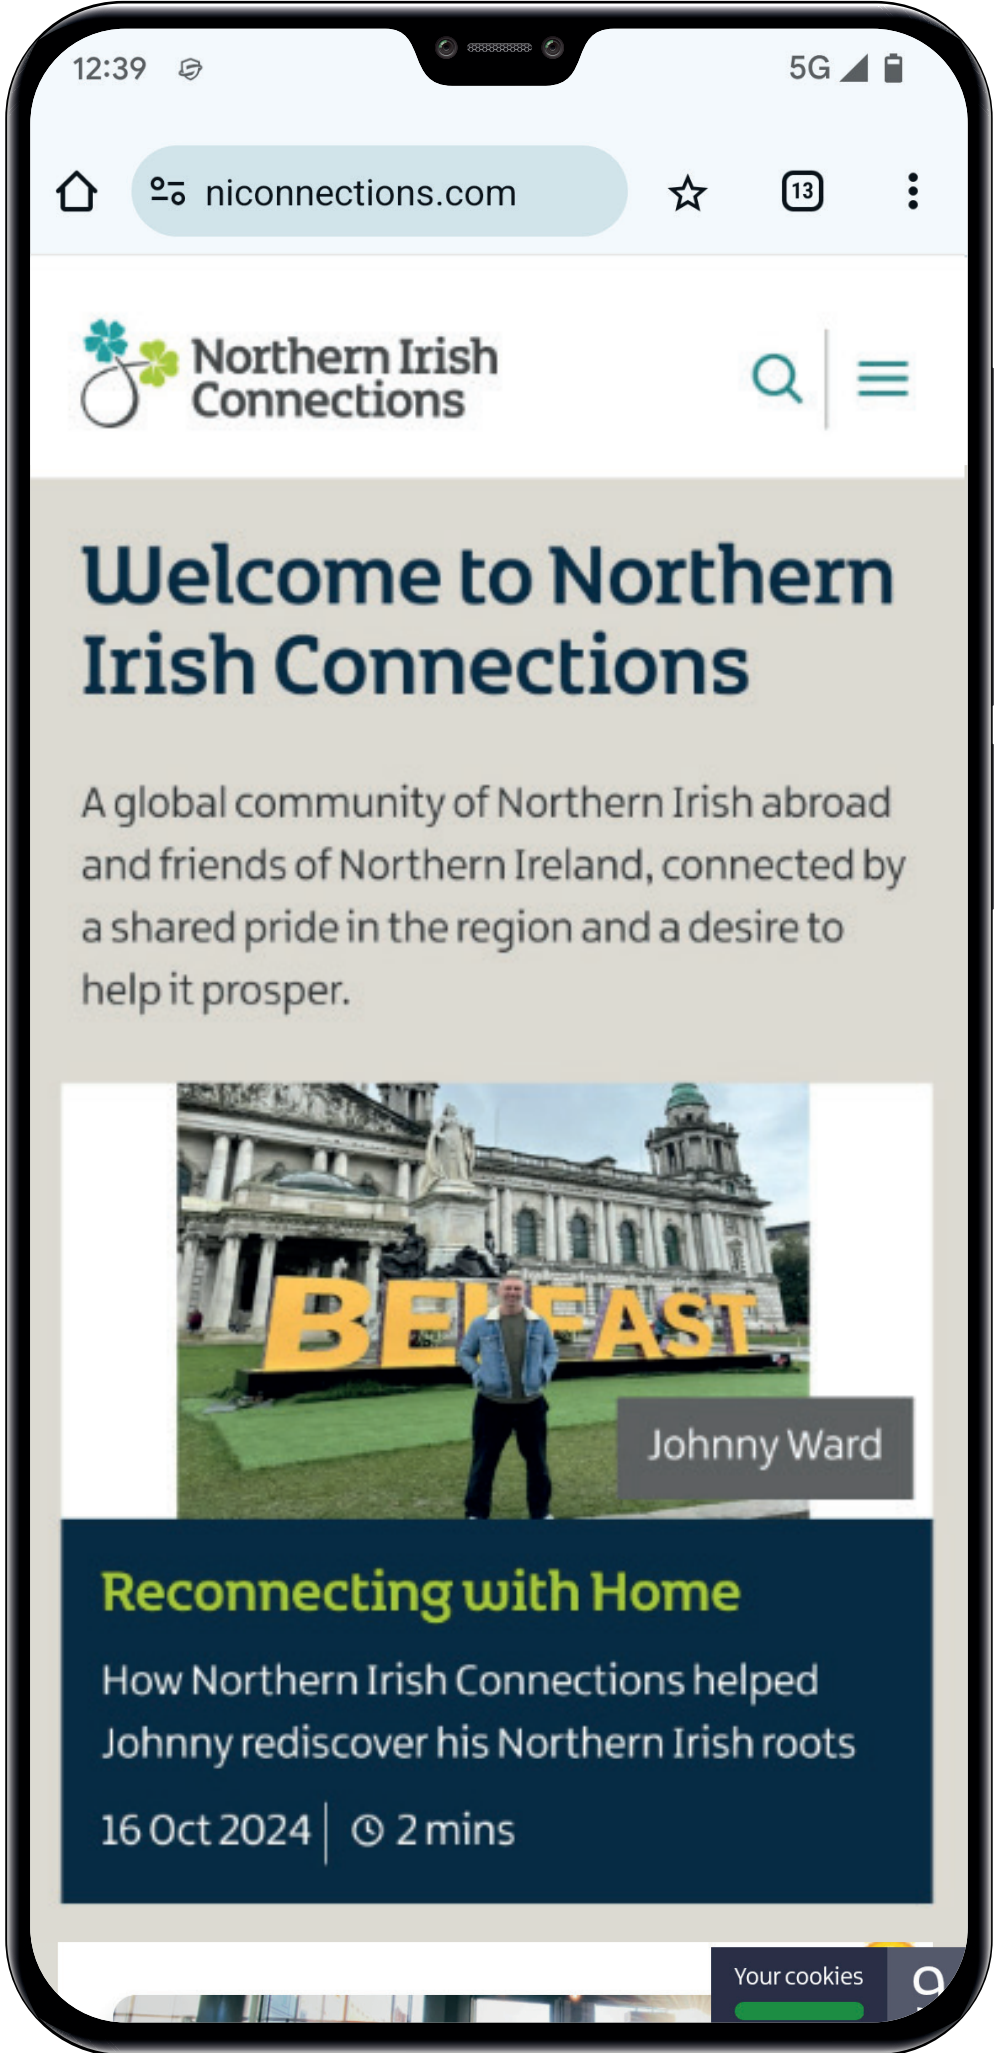 12:39 5G
niconnections.com 13
Northern Irish
Connections
Welcome to Northern
Irish Connections
A global community of Northern Irish abroad
and friends of Northern Ireland, connected by
a shared pride in the region and a desire to
help it prosper.
BELFAST
Johnny Ward
Reconnecting with Home
How Northern Irish Connections helped
Johnny rediscover his Northern Irish roots
16 Oct 2024 2 mins
Your cookies